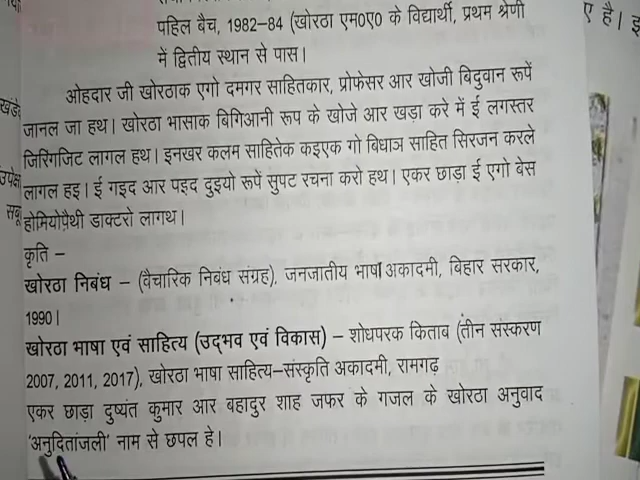 पहिल बैच, 1982-84 (खोरठा एम०ए० के विद्यार्थी, प्रथम श्रेणी
में द्वितीय स्थान से पास।
ओहदार जी खोरठाक एगो दमगर साहितकार, प्रोफेसर आर खोजी बिदुवान रूपें
जानल जा हथ। खोरठा भासाक बिगिआनी रूप के खोजे आर खड़ा करे में ई लगस्तर
जिरिंगजिट लागल हथ। इनखर कलम साहितेक कइएक गो बिधाञ साहित सिरजन करले
लागल हइ। ई गइद आर पइद दुइयो रूपें सुपट रचना करो हथ। एकर छाड़ा ई एगो बेस
होमियोपैथी डाक्टरो लागथ।
कृति –
खोरठा निबंध – (वैचारिक निबंध संग्रह), जनजातीय भाषा अकादमी, बिहार सरकार,
1990।
खोरठा भाषा एवं साहित्य (उद्भव एवं विकास) – शोधपरक किताब (तीन संस्करण
2007, 2011, 2017), खोरठा भाषा साहित्य-संस्कृति अकादमी, रामगढ़
एकर छाड़ा दुष्यंत कुमार आर बहादुर शाह जफर के गजल के खोरठा अनुवाद
'अनुदितांजली' नाम से छपल हे।
ए है।